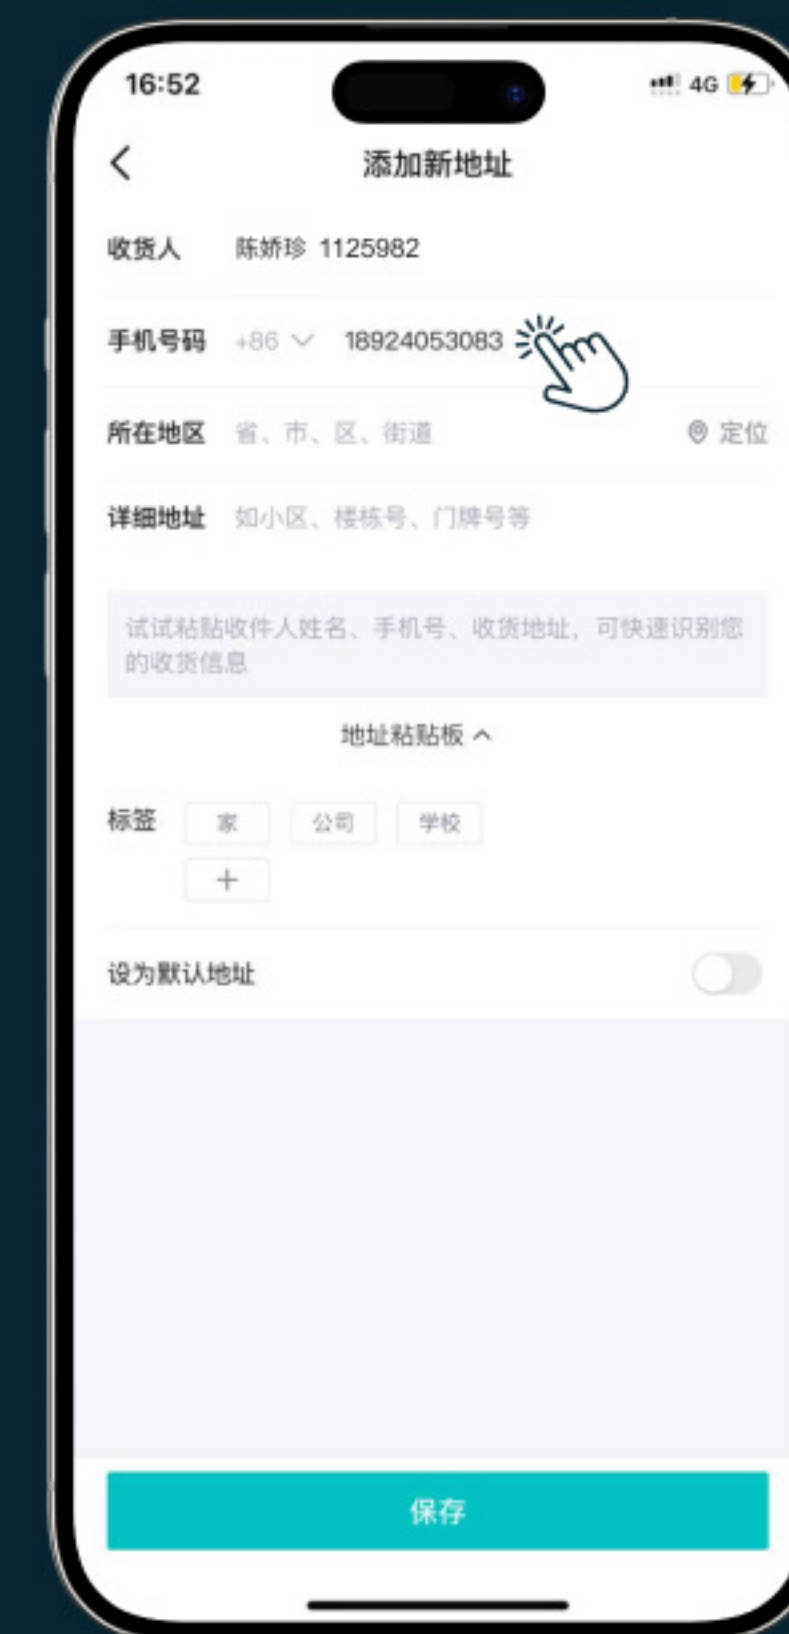 16:52
4G
添加新地址
收货人 陈娇珍 1125982
手机号码 +86 18924053083
所在地区 省、市、区、街道 定位
详细地址 如小区、楼栋号、门牌号等
试试粘贴收件人姓名、手机号、收货地址，可快速识别您
的收货信息
地址粘贴板
标签 家 公司 学校
+
设为默认地址
保存